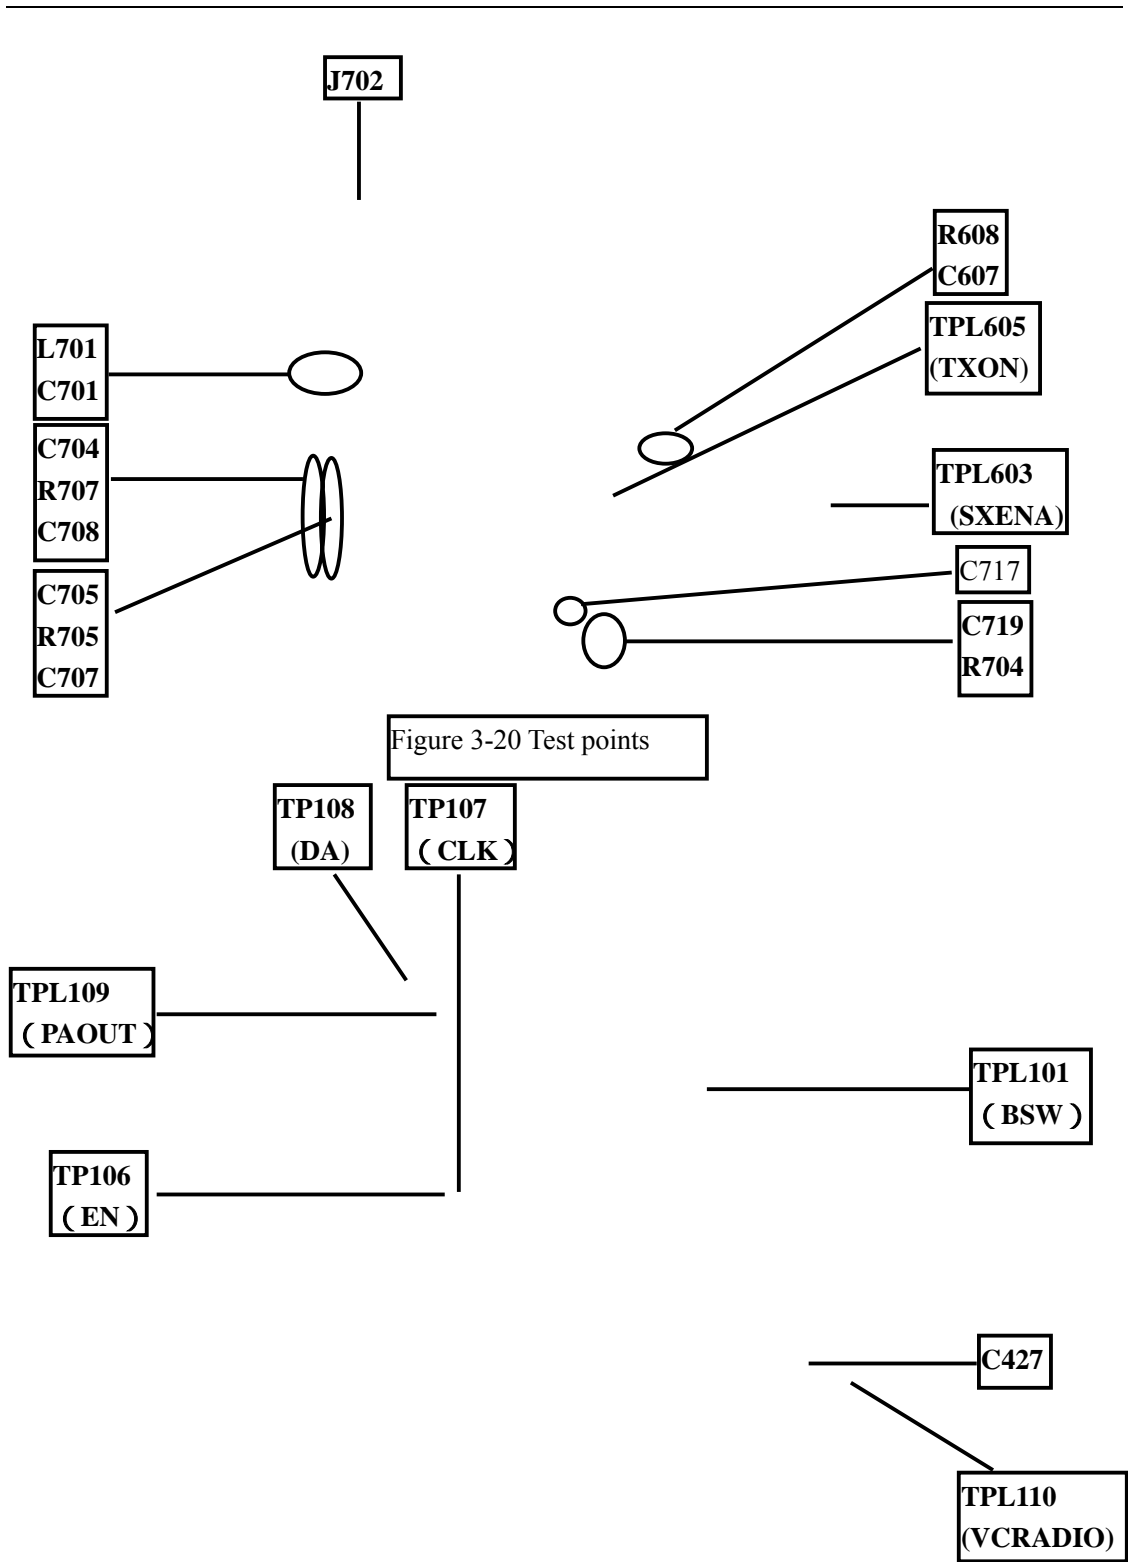 J702
R608
C607
TPL605
(TXON)
L701
C701
C704
R707
C708
TPL603
(SXENA)
C717
C705
R705
C707
C719
R704
Figure 3-20 Test points
TP108
(DA)
TP107
（CLK）
TPL109
（PAOUT）
TPL101
（BSW）
TP106
（EN）
C427
TPL110
(VCRADIO)